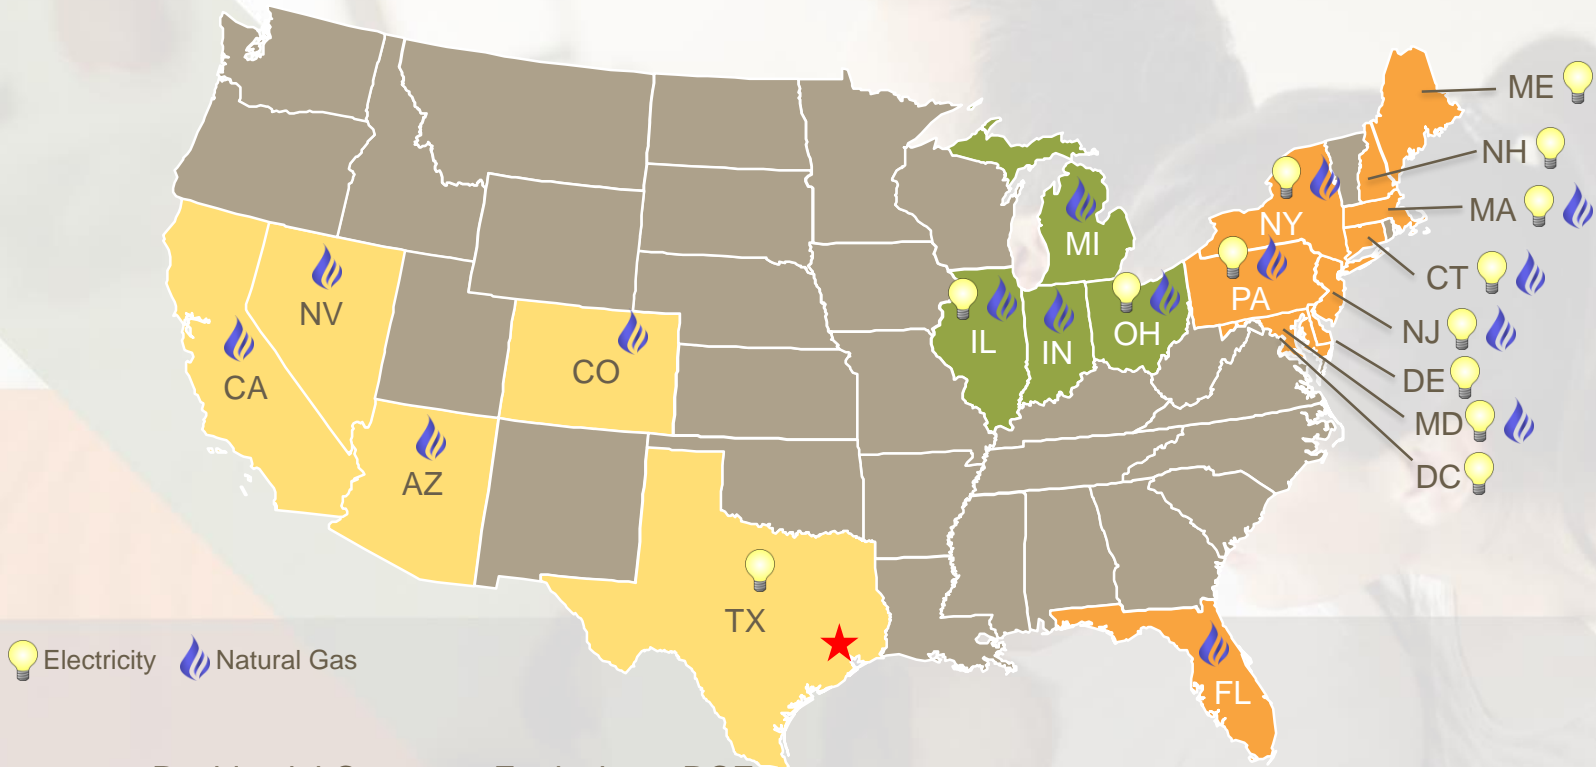 ME
NH
MA
NY
MI
CT
NV
PA
NJ
OH
IL
IN
CO
DE
CA
MD
DC
AZ
TX
Electricity Natural Gas
FL